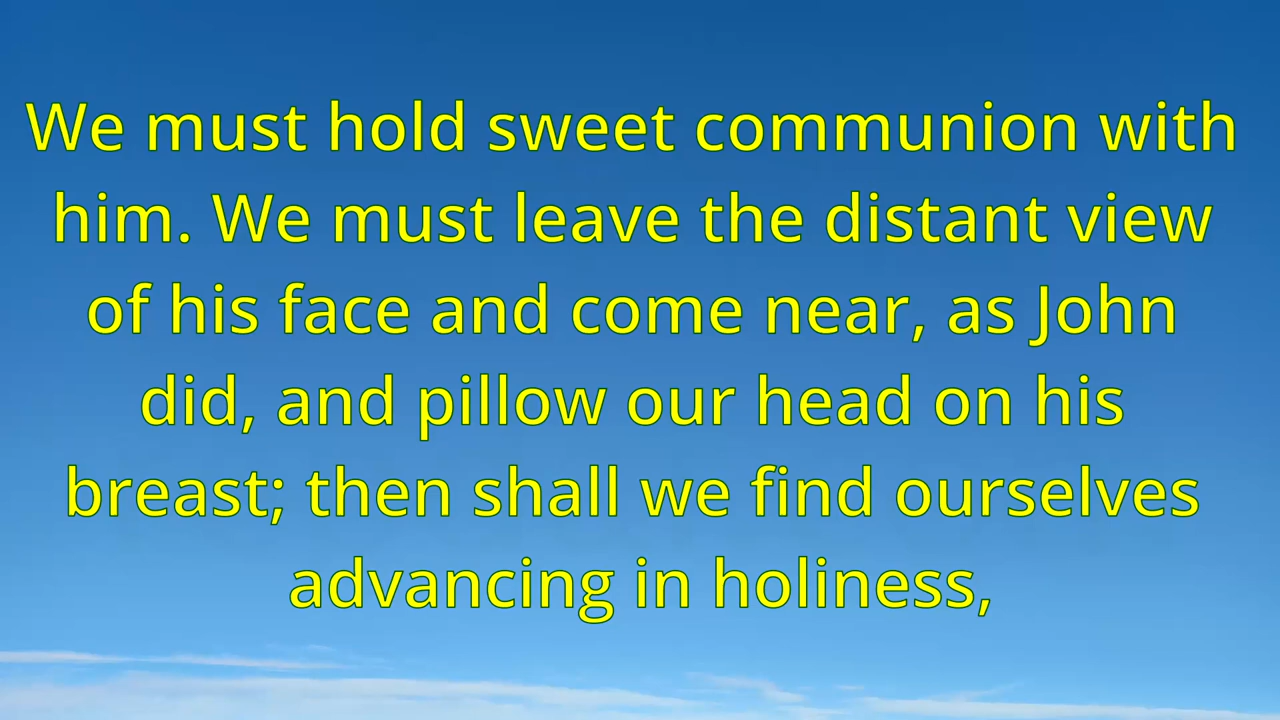 We must hold sweet communion with
him. We must leave the distant view
of his face and come near, as John
did, and pillow our head on his
breast; then shall we find ourselves
advancing in holiness,